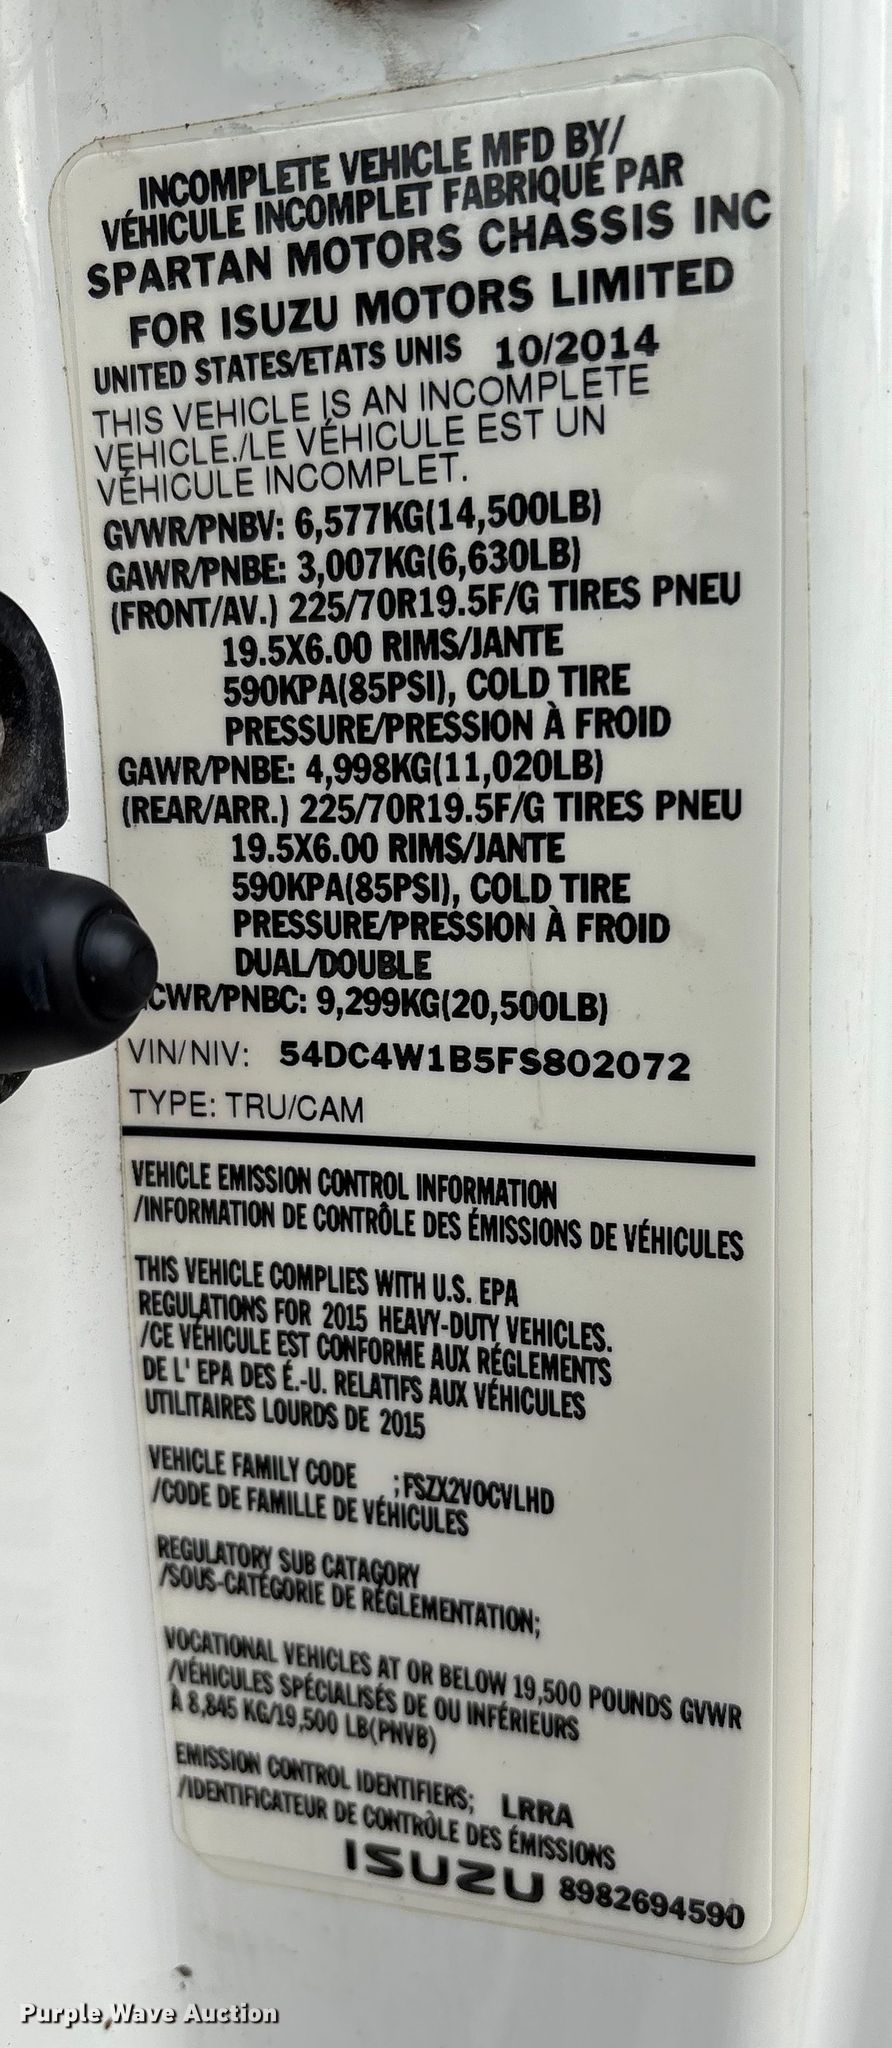 INCOMPLETE VEHICLE MFD BY/
VÉHICULE INCOMPLET FABRIQUÉ PAR
SPARTAN MOTORS CHASSIS INC
FOR ISUZU MOTORS LIMITED
UNITED STATES/ETATS UNIS 10/2014
THIS VEHICLE IS AN INCOMPLETE
VEHICLE./LE VÉHICULE EST UN
VÉHICULE INCOMPLET.
GVWR/PNBV: 6,577KG(14,500LB)
GAWR/PNBE: 3,007KG(6,630LB)
(FRONT/AV.) 225/70R19.5F/G TIRES PNEU
19.5X6.00 RIMS/JANTE
590KPA(85PSI), COLD TIRE
PRESSURE/PRESSION À FROID
GAWR/PNBE: 4,998KG(11,020LB)
(REAR/ARR.) 225/70R19.5F/G TIRES PNEU
19.5X6.00 RIMS/JANTE
590KPA(85PSI), COLD TIRE
PRESSURE/PRESSION À FROID
DUAL/DOUBLE
CWR/PNBC: 9,299KG(20,500LB)
VIN/NIV: 54DC4W1B5FS802072
TYPE: TRU/CAM
VEHICLE EMISSION CONTROL INFORMATION
/INFORMATION DE CONTRÔLE DES ÉMISSIONS DE VÉHICULES
THIS VEHICLE COMPLIES WITH U.S. EPA
REGULATIONS FOR 2015 HEAVY-DUTY VEHICLES.
/CE VÉHICULE EST CONFORME AUX RÉGLEMENTS
DE L' EPA DES É.-U. RELATIFS AUX VÉHICULES
UTILITAIRES LOURDS DE 2015
VEHICLE FAMILY CODE ;FSZX2VOCVLHD
/CODE DE FAMILLE DE VÉHICULES
REGULATORY SUB CATAGORY
/SOUS-CATÉGORIE DE RÉGLEMENTATION;
VOCATIONAL VEHICLES AT OR BELOW 19,500 POUNDS GVWR
/VÉHICULES SPÉCIALISÉS DE OU INFÉRIEURS
À 8,845 KG/19,500 LB(PNVB)
EMISSION CONTROL IDENTIFIERS; LRRA
/IDENTIFICATEUR DE CONTRÔLE DES ÉMISSIONS
ISUZU 8982694590
Purple Wave Auction